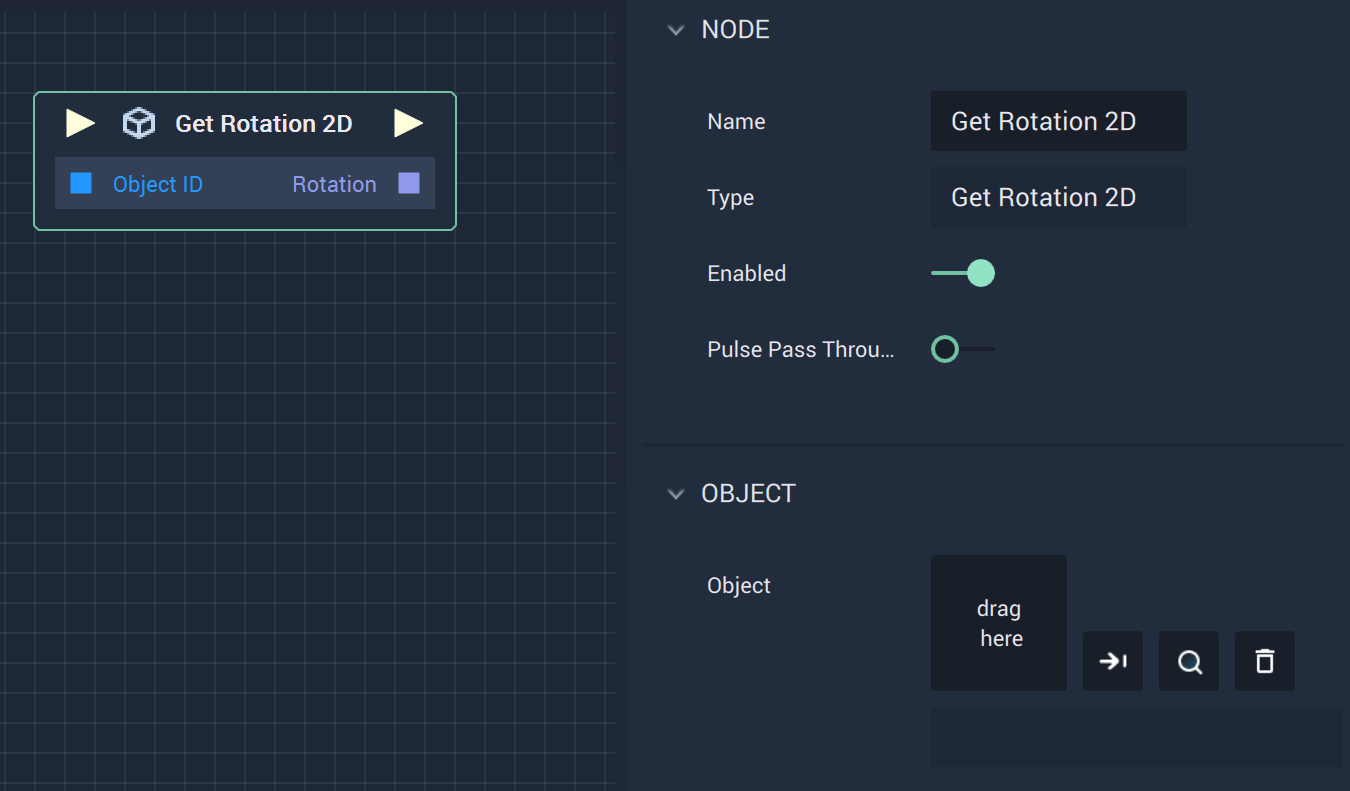 Get Rotation 2D
Object ID
Rotation
NODE
Name
Get Rotation 2D
Type
Get Rotation 2D
Enabled
Pulse Pass Throu...
OBJECT
Object
drag
here